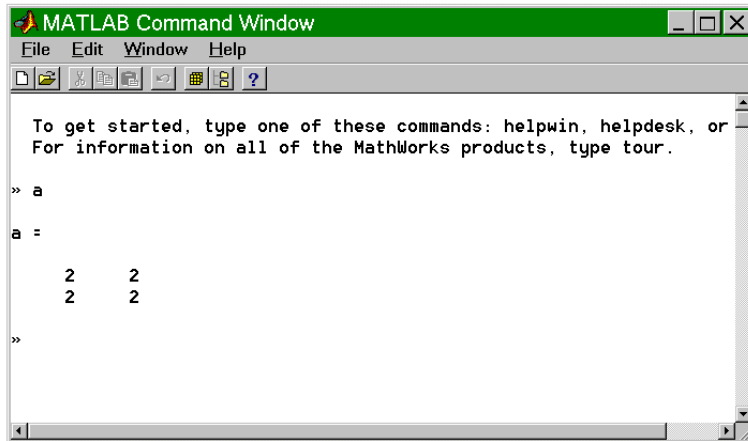 MATLAB Command Window
File Edit Window Help
To get started, type one of these commands: helpwin, helpdesk, or
For information on all of the MathWorks products, type tour.
» a
a =
2 2
2 2
»